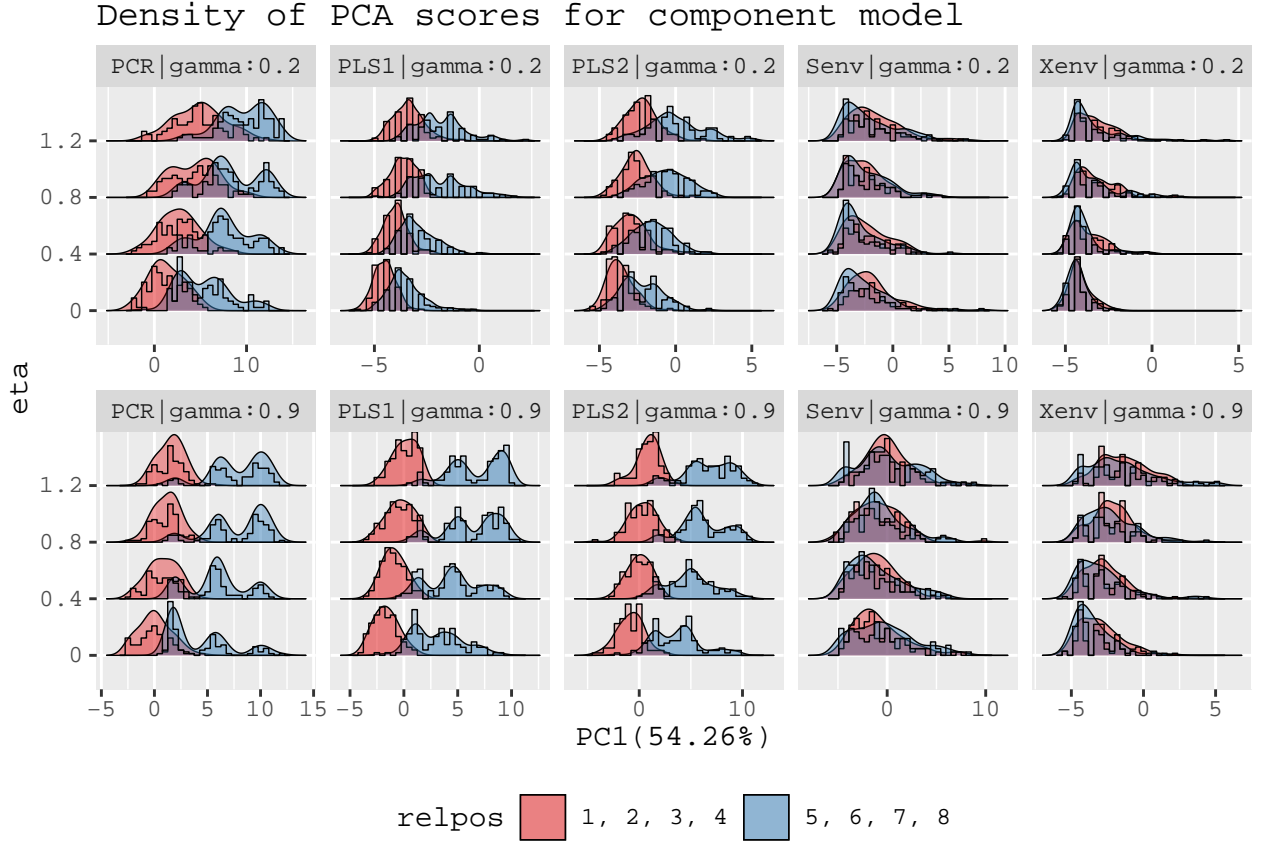 Density of PCA scores for component model
PCR|gamma:0.2 PLS1|gamma:0.2 PLS2|gamma:0.2 Senv|gamma:0.2 Xenv|gamma:0.2
1.2
0.8
0.4
0
0 10 −5 0 −5 0 5 −5 0 5 10 −5 0 5
eta
PCR|gamma:0.9 PLS1|gamma:0.9 PLS2|gamma:0.9 Senv|gamma:0.9 Xenv|gamma:0.9
1.2
0.8
0.4
0
−5 0 5 10 15 −5 0 5 10 0 10 0 10 −5 0 5
PC1(54.26%)
relpos 1, 2, 3, 4 5, 6, 7, 8